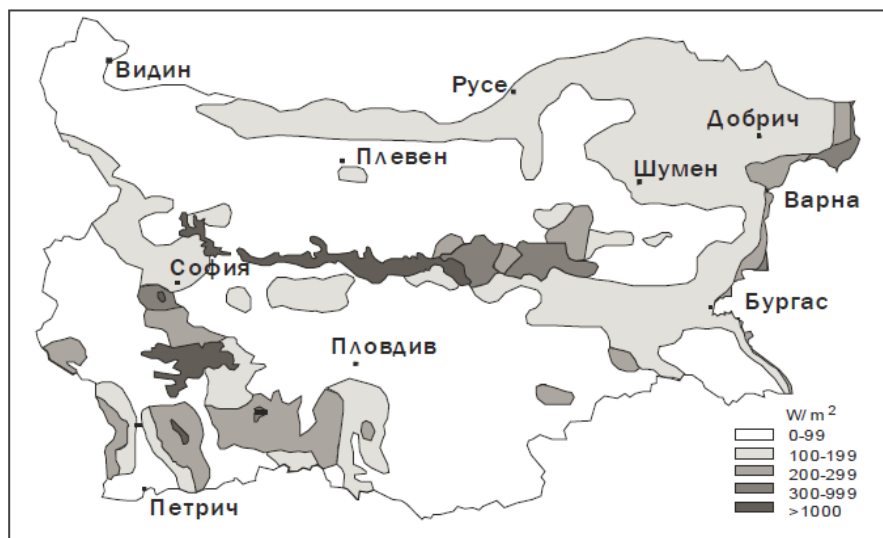 Видин
Русе
Добрич
Плевен
Шумен
Варна
София
Бургас
Пловдив
Петрич
W/m²
0-99
100-199
200-299
300-999
>1000